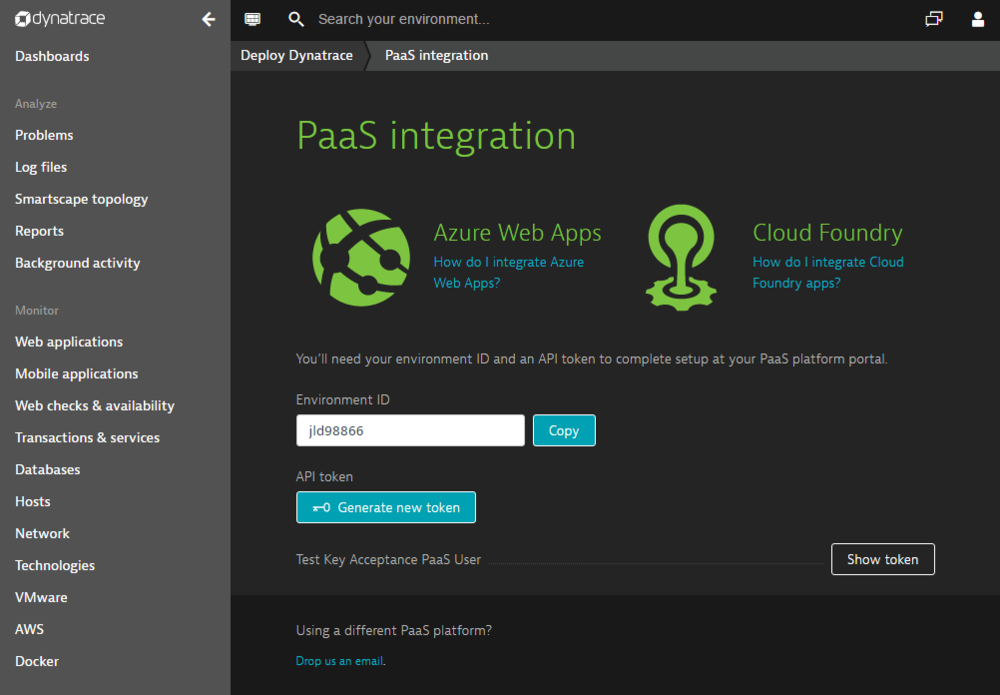 dynatrace
Dashboards
Analyze
Problems
Log files
Smartscape topology
Reports
Background activity
Monitor
Web applications
Mobile applications
Web checks & availability
Transactions & services
Databases
Hosts
Network
Technologies
VMware
AWS
Docker
Search your environment...
Deploy Dynatrace
PaaS integration
PaaS integration
Azure Web Apps
How do I integrate Azure
Web Apps?
Cloud Foundry
How do I integrate Cloud
Foundry apps?
You'll need your environment ID and an API token to complete setup at your PaaS platform portal.
Environment ID
jld98866
Copy
API token
Generate new token
Test Key Acceptance PaaS User
Show token
Using a different PaaS platform?
Drop us an email.